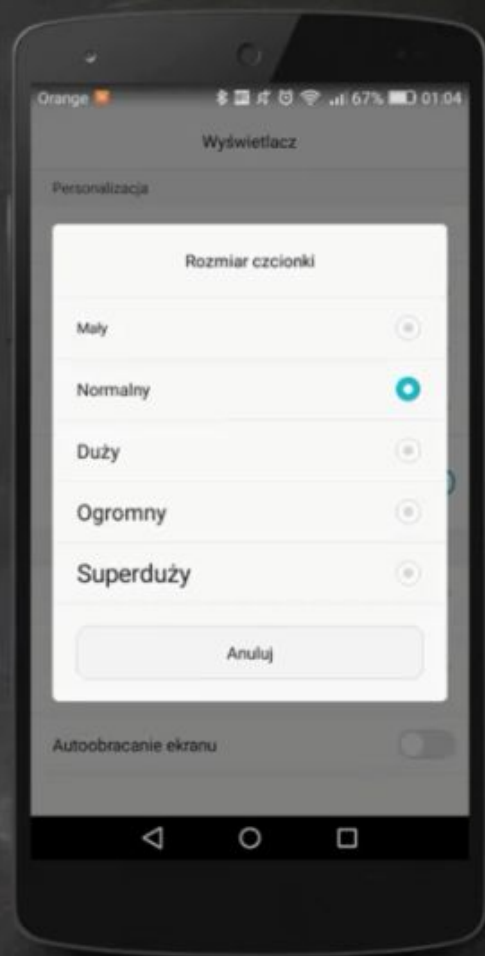 Orange 67% 01:04
Wyświetlacz
Personalizacja
Rozmiar czcionki
Mały
Normalny
Duży
Ogromny
Superduży
Anuluj
Autoobracanie ekranu